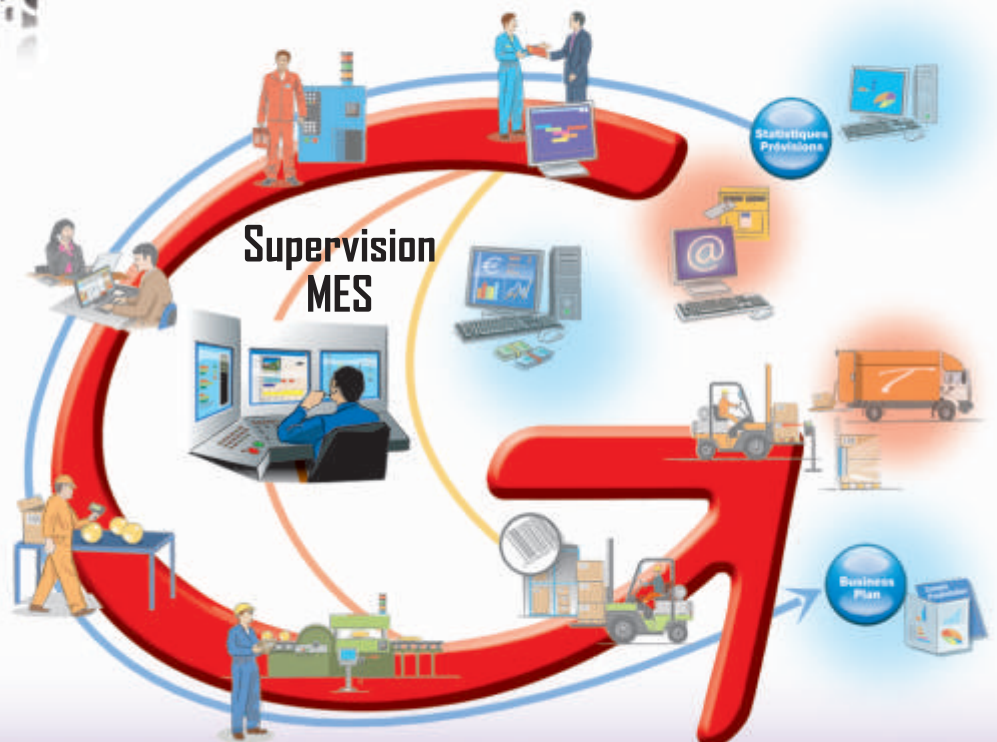 Statistiques
Prévisions
Supervision
MES
@
€
Business
Plan